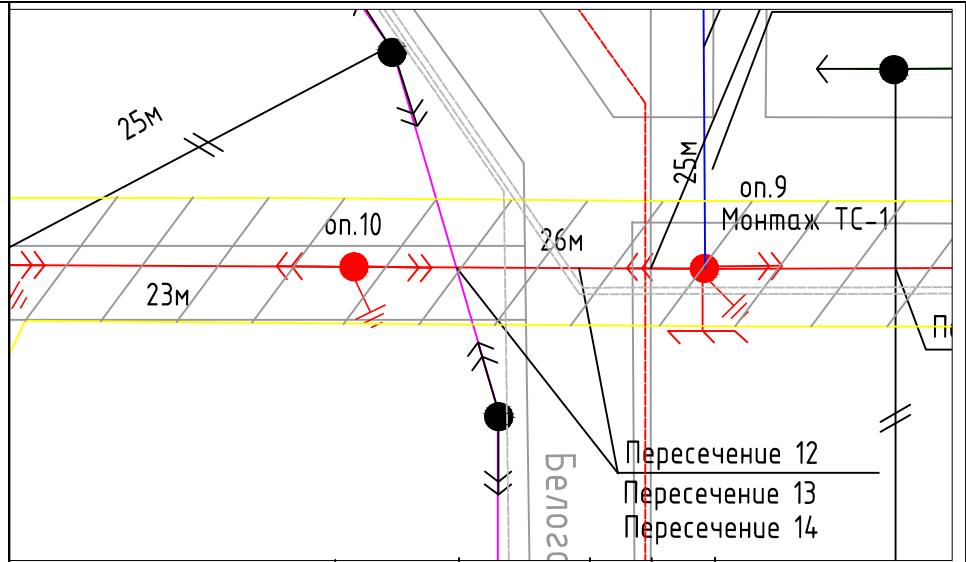 25м
25м
оп.9
Монтаж ТС-1
оп.10
26м
23м
Пересечение 12
Пересечение 13
Пересечение 14